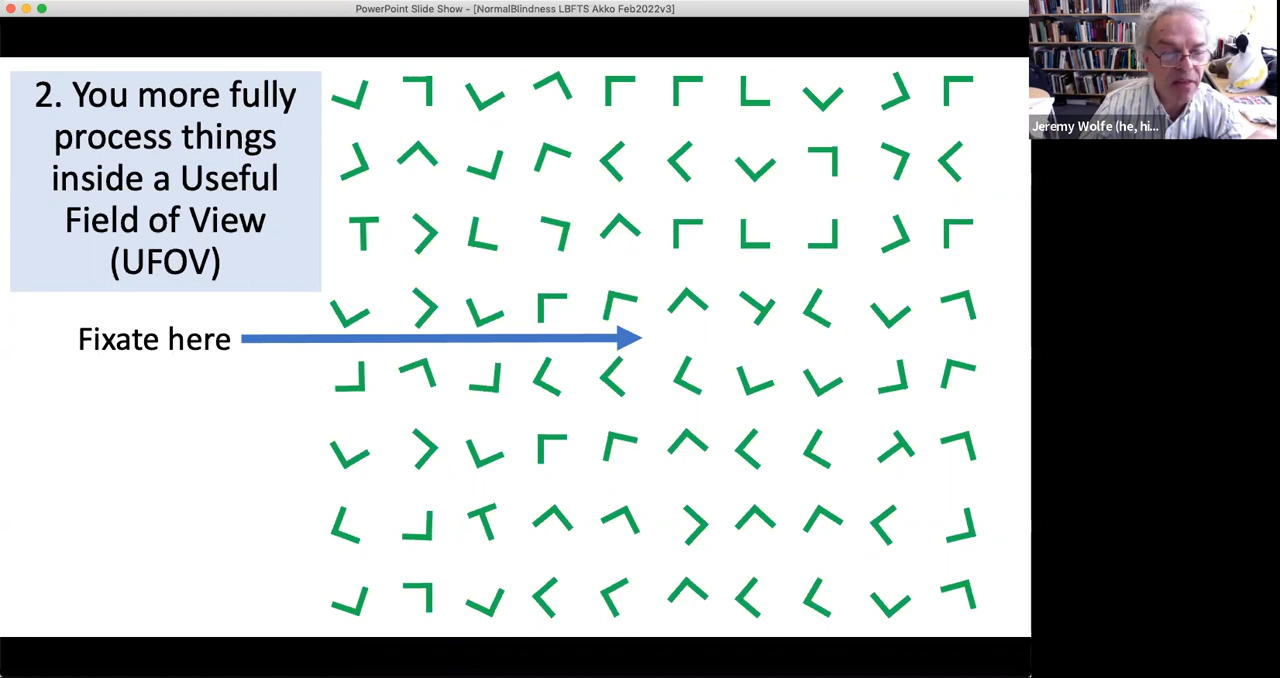 PowerPoint Slide Show - [NormalBlindness LBFTS Akko Feb2022v3]
2. You more fully
process things
inside a Useful
Field of View
(UFOV)
Fixate here
Jeremy Wolfe (he, hi...